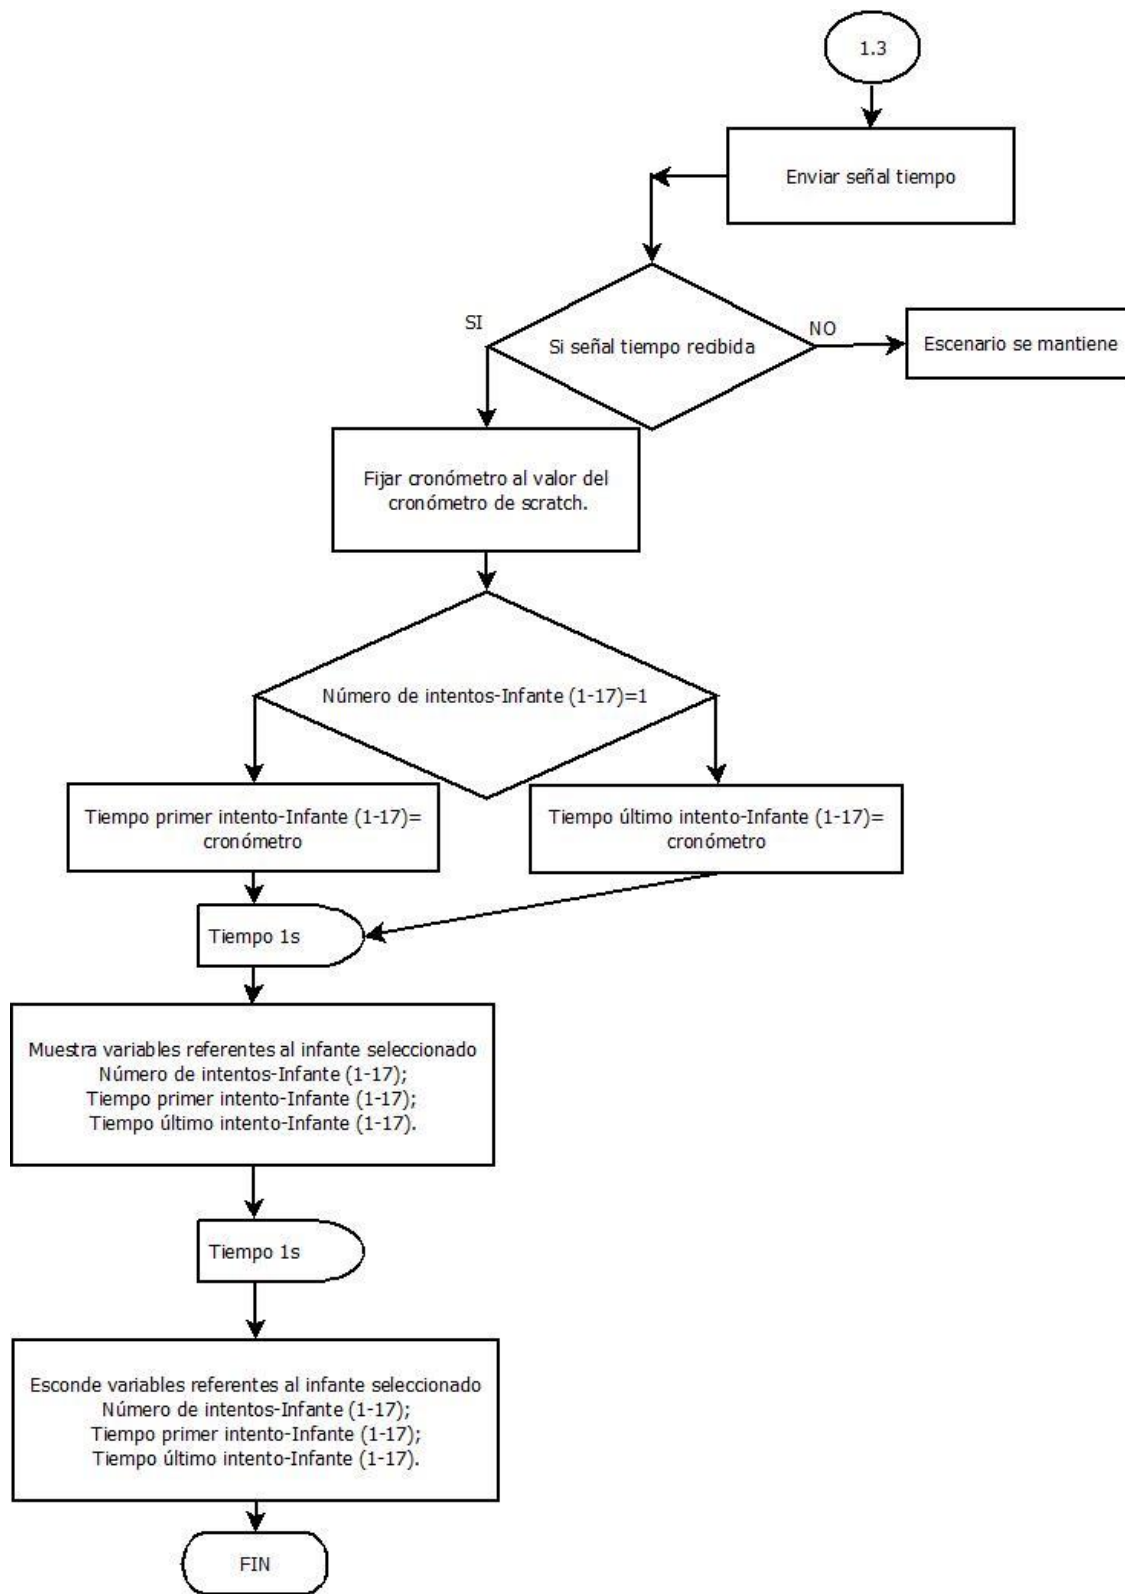 1.3
Enviar señal tiempo
SI
Si señal tiempo recibida
NO
Escenario se mantiene
Fijar cronómetro al valor del
cronómetro de scratch.
Número de intentos-Infante (1-17)=1
Tiempo primer intento-Infante (1-17)=
cronómetro
Tiempo último intento-Infante (1-17)=
cronómetro
Tiempo 1s
Muestra variables referentes al infante seleccionado
Número de intentos-Infante (1-17);
Tiempo primer intento-Infante (1-17);
Tiempo último intento-Infante (1-17).
Tiempo 1s
Esconde variables referentes al infante seleccionado
Número de intentos-Infante (1-17);
Tiempo primer intento-Infante (1-17);
Tiempo último intento-Infante (1-17).
FIN